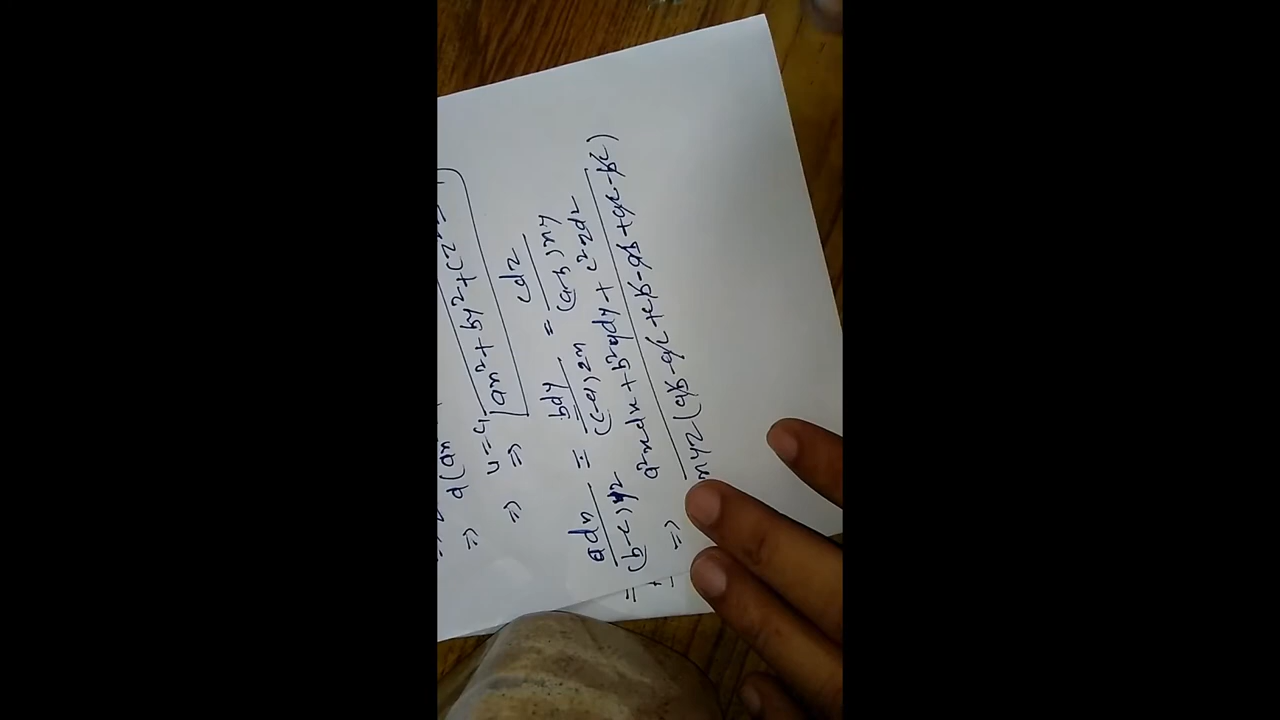 => d(ax
=> u = c₁
=> ax² + by² + cz² =
adx / (b-c)yz = bdy / (c-a)zx = cdz / (a-b)xy
=> a²xdx + b²ydy + c²zdz
xyz (ab - ac + cb - ab + ac - bc)